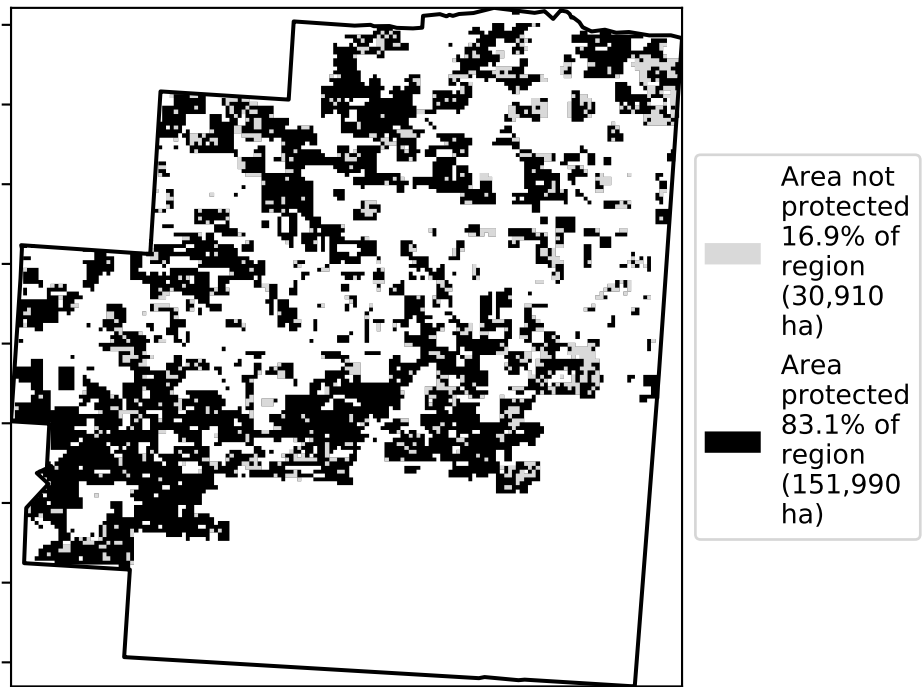 Area not
protected
16.9% of
region
(30,910
ha)
Area
protected
83.1% of
region
(151,990
ha)